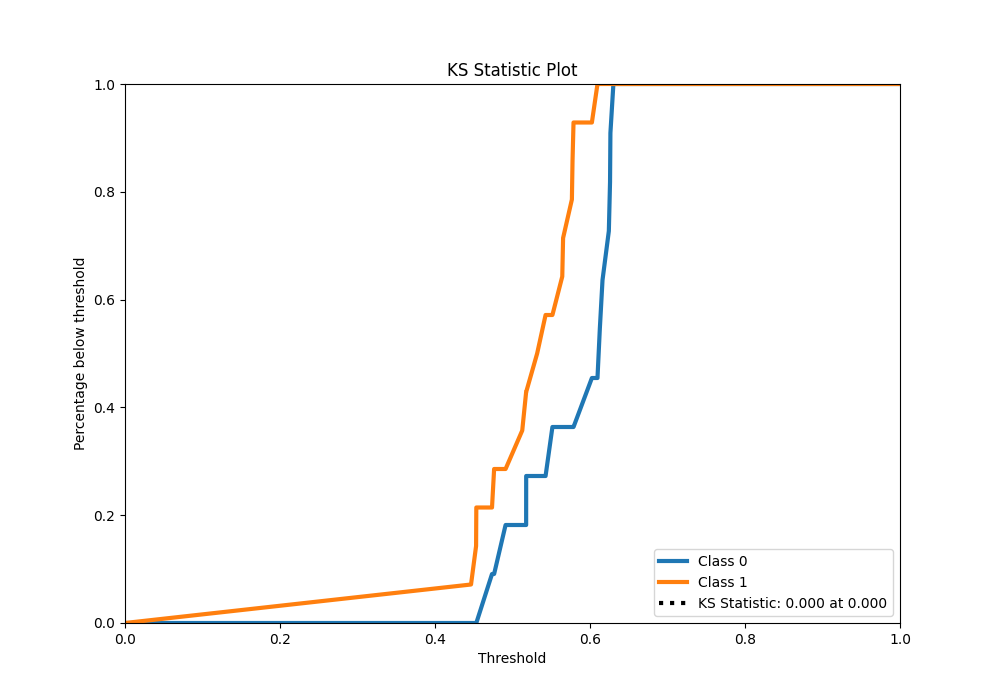 KS Statistic Plot
1.0
0.8
0.6
0.4
0.2
0.0
Percentage below threshold
0.0 0.2 0.4 0.6 0.8 1.0
Threshold
Class 0
Class 1
KS Statistic: 0.000 at 0.000